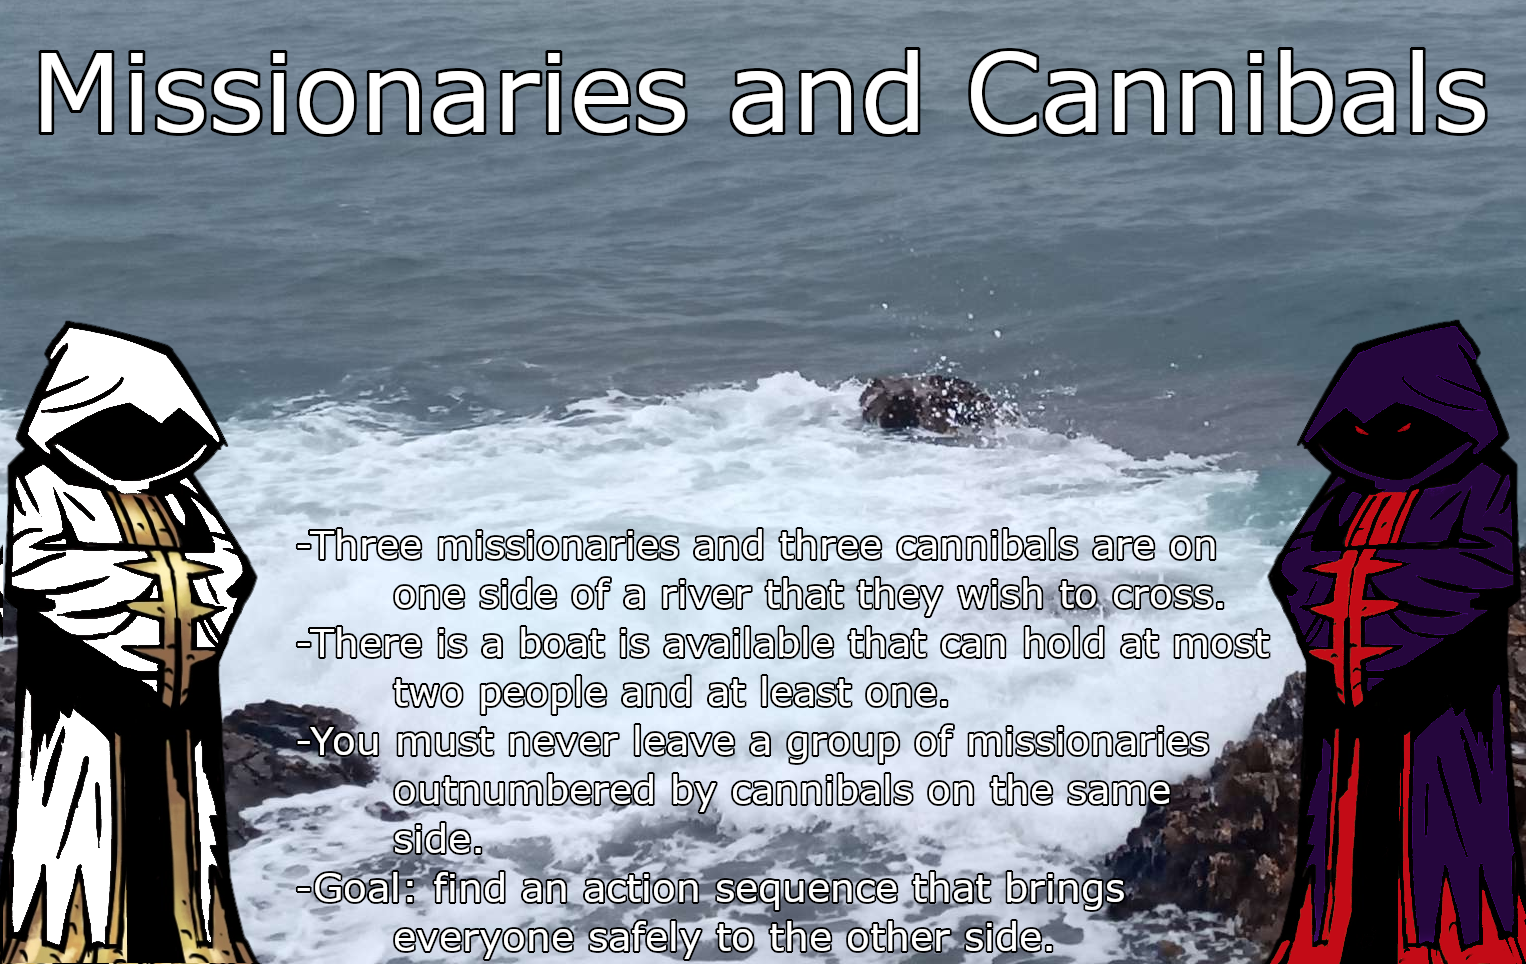 Missionaries and Cannibals
-Three missionaries and three cannibals are on
one side of a river that they wish to cross.
-There is a boat is available that can hold at most
two people and at least one.
-You must never leave a group of missionaries
outnumbered by cannibals on the same
side.
-Goal: find an action sequence that brings
everyone safely to the other side.